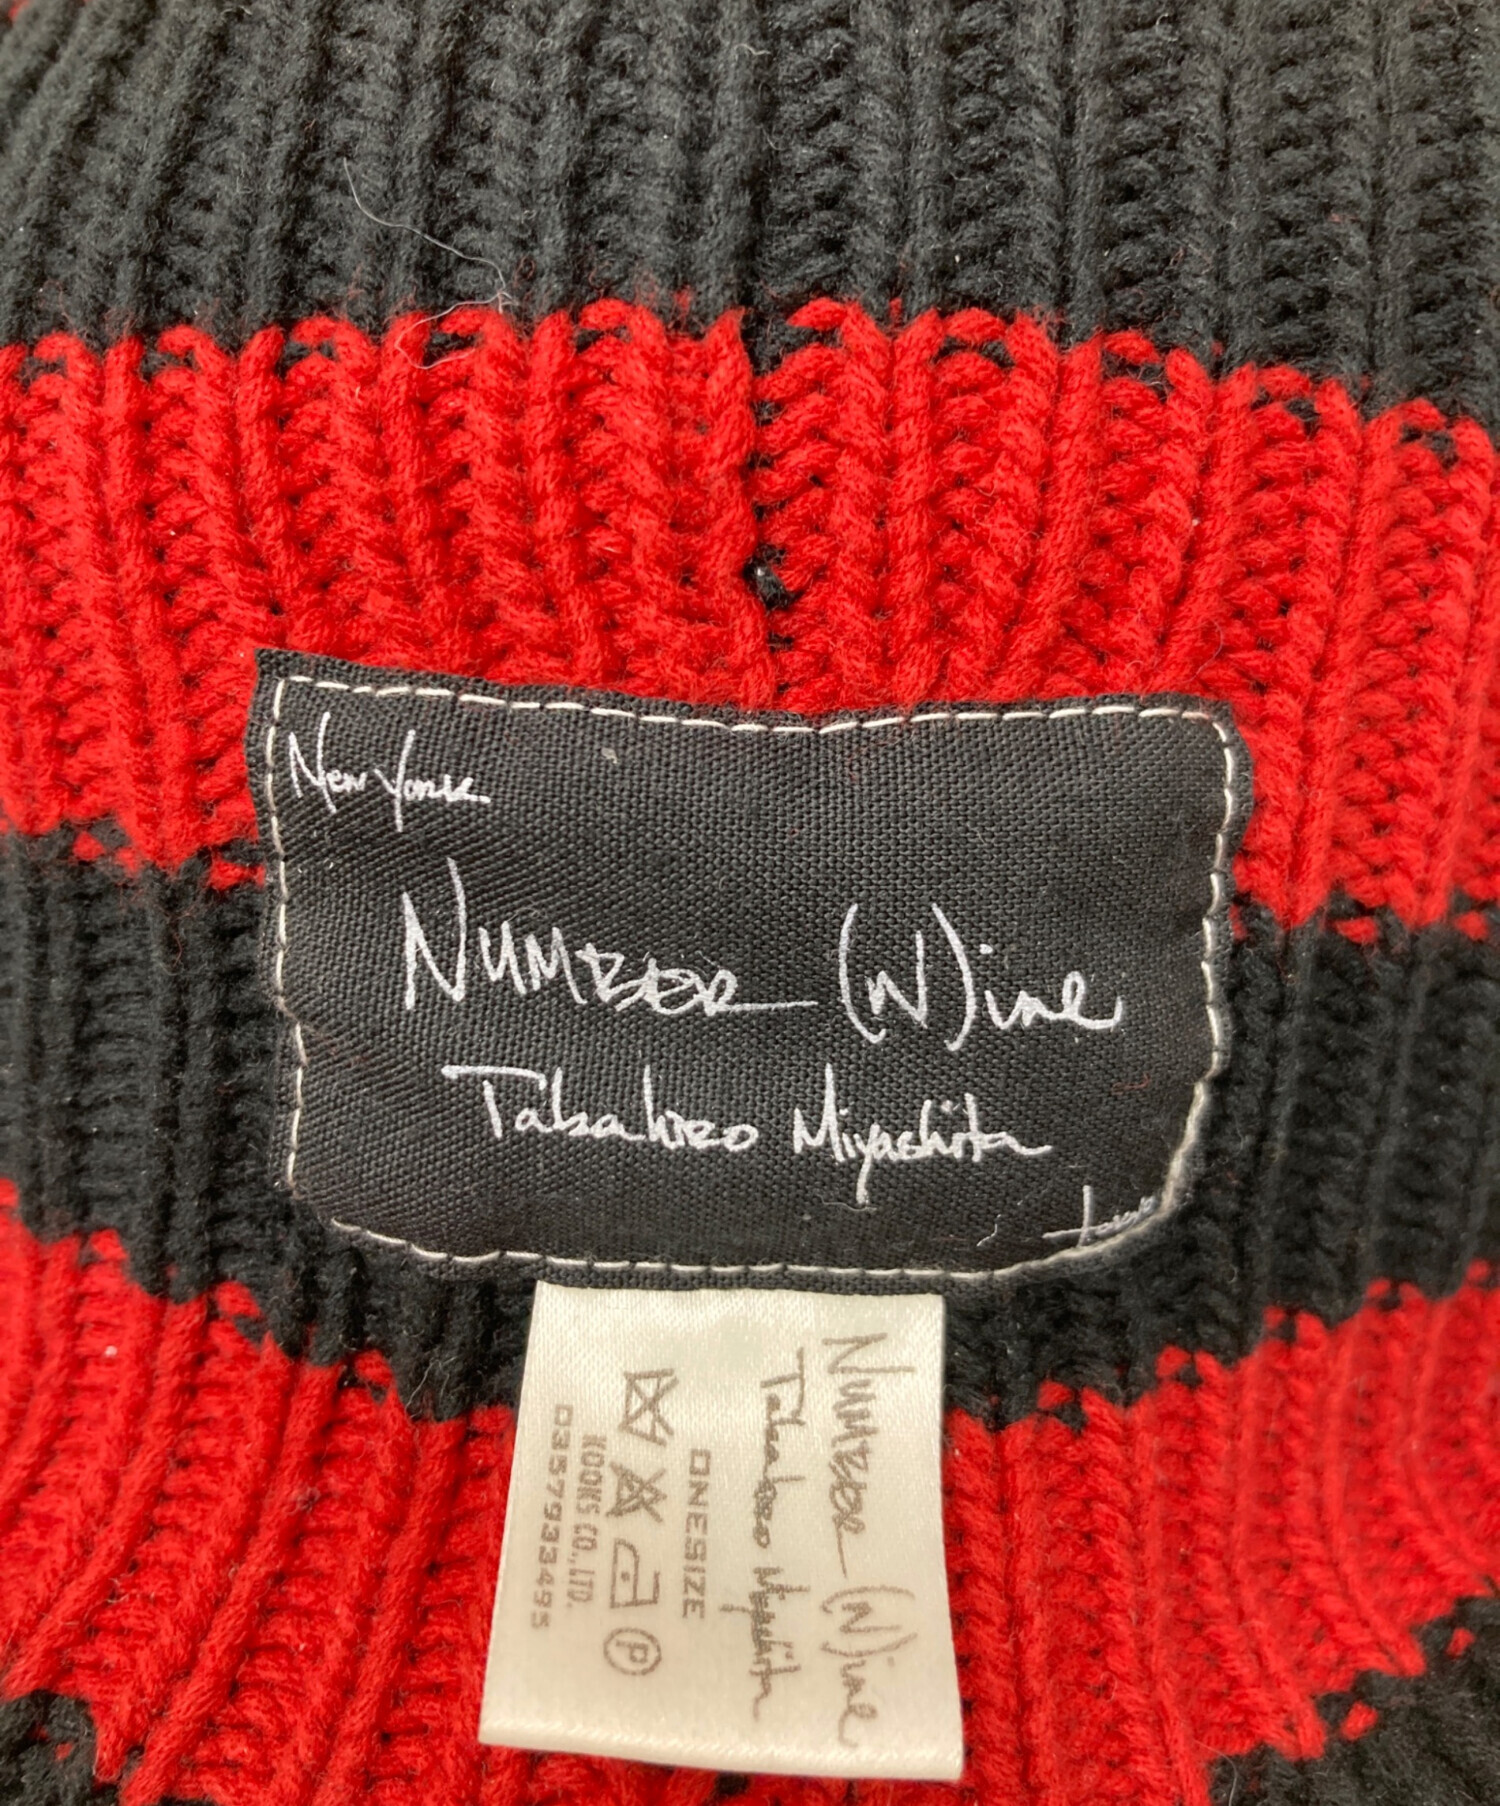 New York.
NUMBER (N)ine
Takahiro Miyashita
NUMBER (N)ine
Takahiro Miyashita
ONESIZE
P
KOOKS CO.,LTD.
0357933495